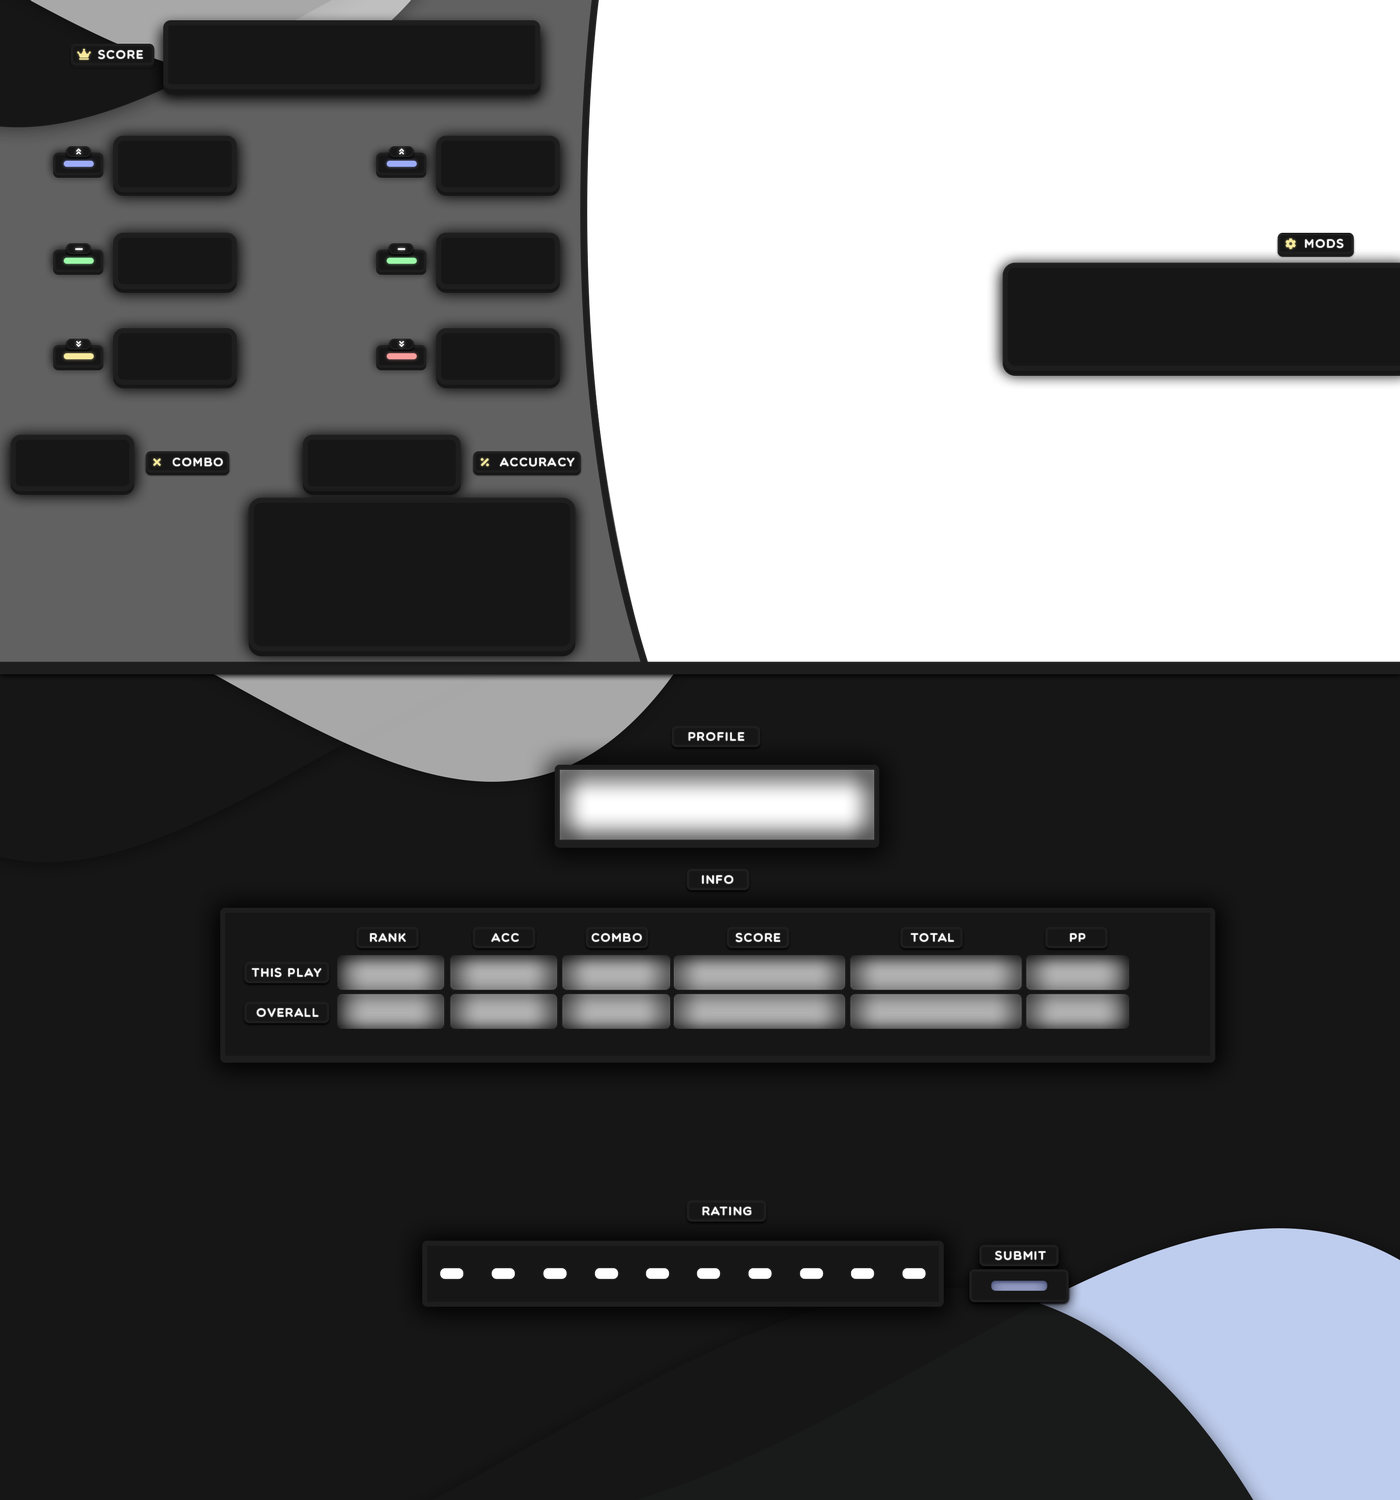 SCORE
MODS
COMBO
ACCURACY
PROFILE
INFO
RANK ACC COMBO SCORE TOTAL PP
THIS PLAY
OVERALL
RATING
SUBMIT